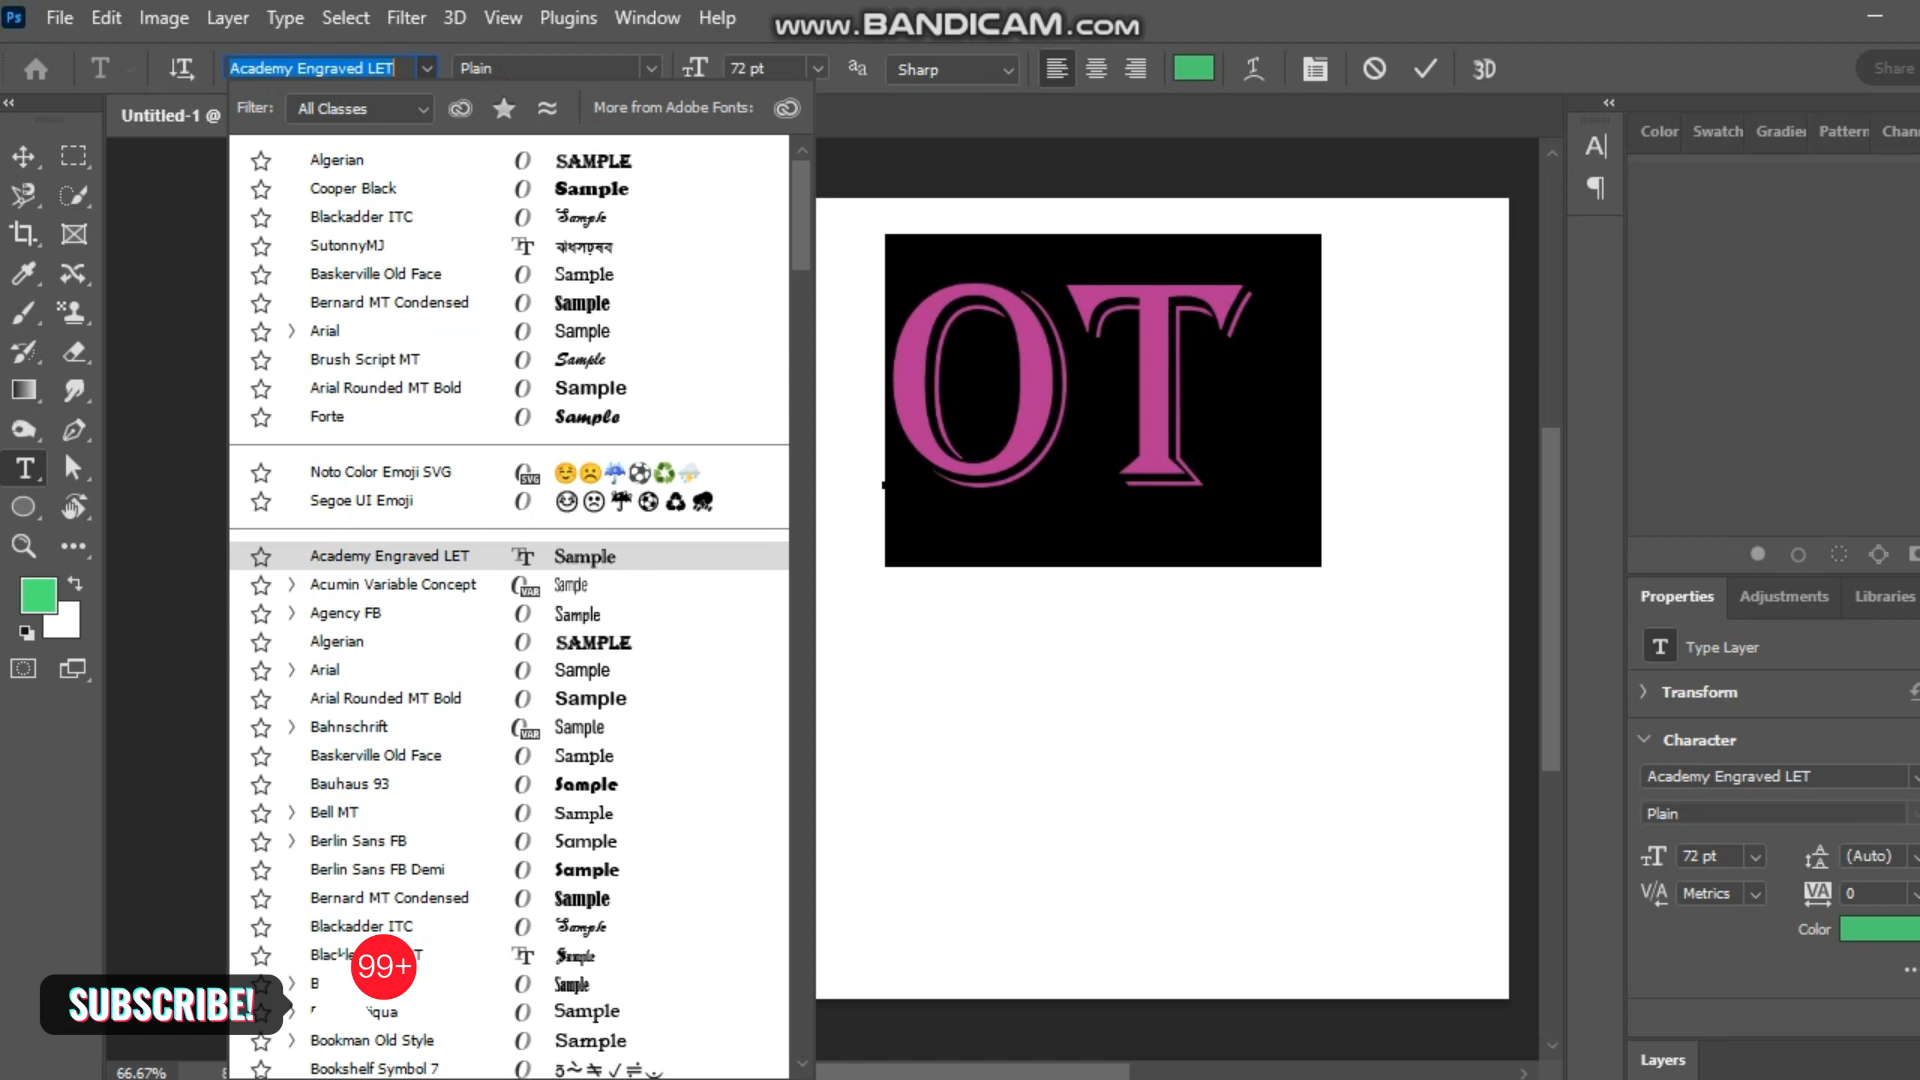 Ps File Edit Image Layer Type Select Filter 3D View Plugins Window Help
www.BANDICAM.com
Academy Engraved LET Plain 72 pt Sharp 3D Share
Filter: All Classes More from Adobe Fonts:
Untitled-1 @
Algerian SAMPLE
Cooper Black Sample
Blackadder ITC Sample
SutonnyMJ
Baskerville Old Face Sample
Bernard MT Condensed Sample
Arial Sample
Brush Script MT Sample
Arial Rounded MT Bold Sample
Forte Sample
Noto Color Emoji SVG
Segoe UI Emoji
Academy Engraved LET Sample
Acumin Variable Concept Sample
Agency FB Sample
Algerian SAMPLE
Arial Sample
Arial Rounded MT Bold Sample
Bahnschrift Sample
Baskerville Old Face Sample
Bauhaus 93 Sample
Bell MT Sample
Berlin Sans FB Sample
Berlin Sans FB Demi Sample
Bernard MT Condensed Sample
Blackadder ITC Sample
Sample
B Sample
iqua Sample
Bookman Old Style Sample
Bookshelf Symbol 7
99+
SUBSCRIBE!
66.67%
OT
Color Swatch Gradier Pattern Chan
Properties Adjustments Libraries
T Type Layer
Transform
Character
Academy Engraved LET
Plain
72 pt (Auto)
Metrics 0
Color
Layers